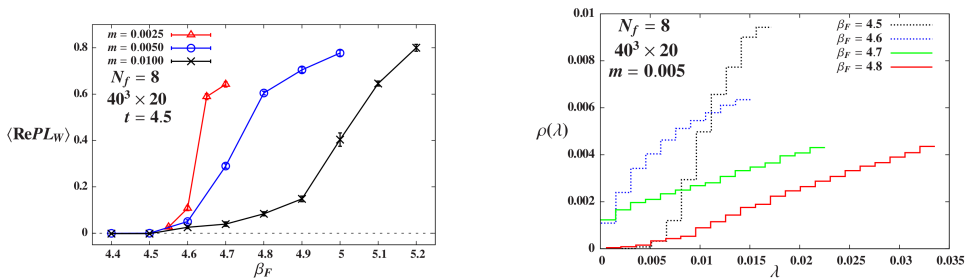 m = 0.0025
m = 0.0050
m = 0.0100
N_f = 8
40³ × 20
t = 4.5
⟨RePL_W⟩
0.8
0.6
0.4
0.2
0
4.4 4.5 4.6 4.7 4.8 4.9 5 5.1 5.2
β_F
N_f = 8
40³ × 20
m = 0.005
β_F = 4.5
β_F = 4.6
β_F = 4.7
β_F = 4.8
ρ(λ)
0.01
0.008
0.006
0.004
0.002
0
0 0.005 0.01 0.015 0.02 0.025 0.03 0.035
λ